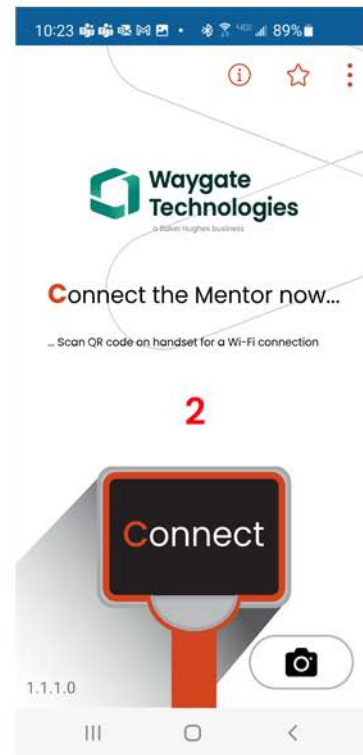 10:23 89%
Waygate
Technologies
a Baker Hughes business
Connect the Mentor now...
... Scan QR code on handset for a Wi-Fi connection
2
Connect
1.1.1.0